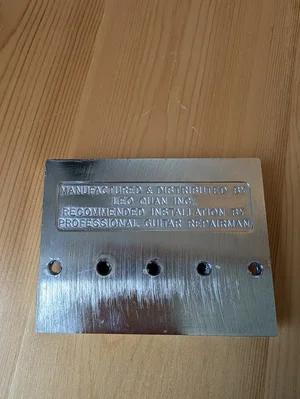 MANUFACTURED & DISTRIBUTED BY
LEO QUAN INC.
RECOMMENDED INSTALLATION BY
PROFESSIONAL GUITAR REPAIRMAN